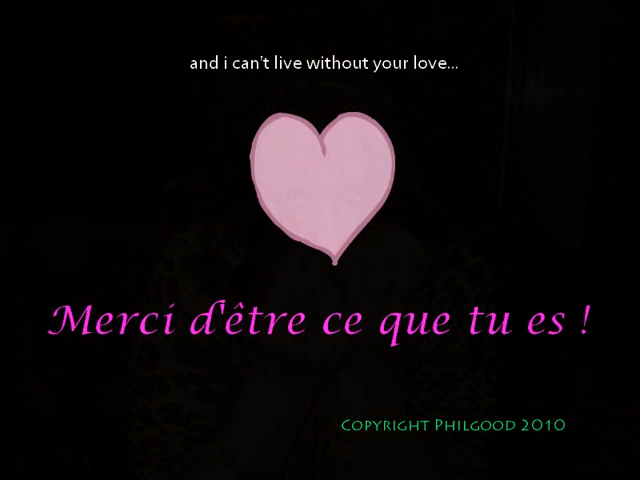 and i can't live without your love...
Merci d'être ce que tu es !
Copyright Philgood 2010